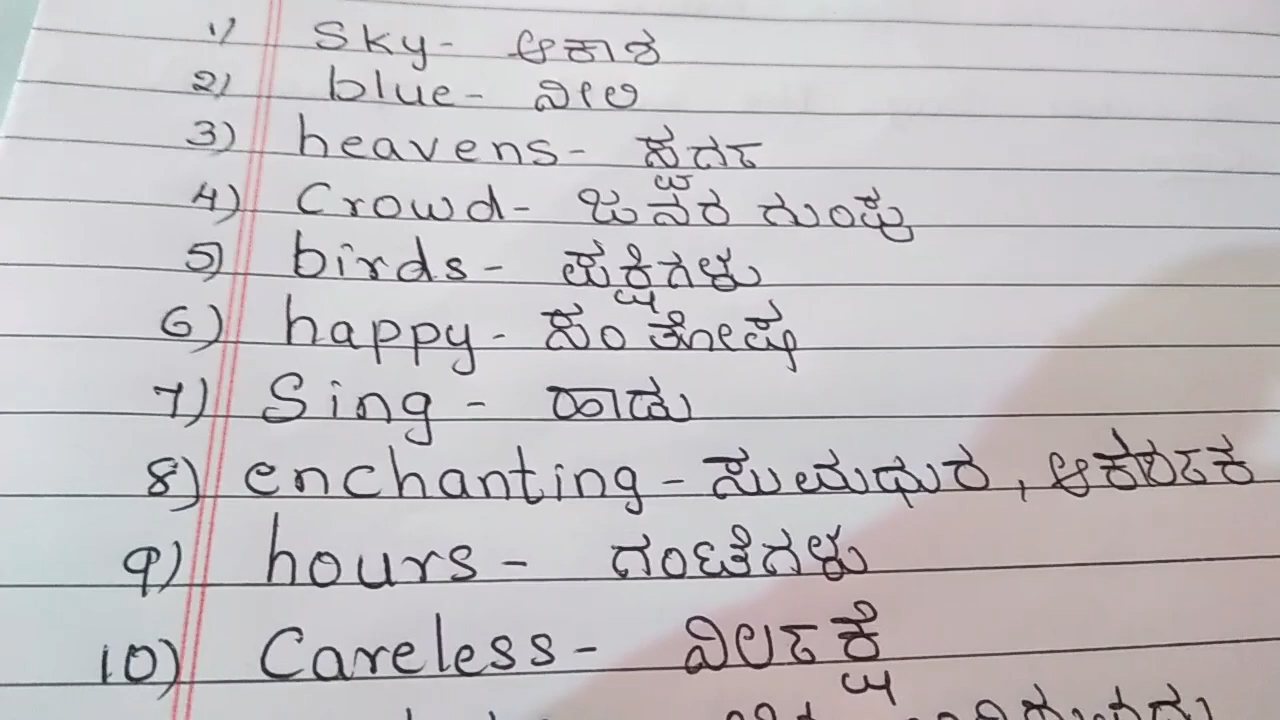 1) Sky - ಆಕಾಶ
2) blue - ನೀಲಿ
3) heavens - ಸ್ವರ್ಗ
4) Crowd - ಜನರ ಗುಂಪು
5) birds - ಪಕ್ಷಿಗಳು
6) happy - ಸಂತೋಷ
7) Sing - ಹಾಡು
8) enchanting - ಸುಮಧುರ, ಆಕರ್ಷಕ
9) hours - ಗಂಟೆಗಳು
10) Careless - ನಿರ್ಲಕ್ಷೆ